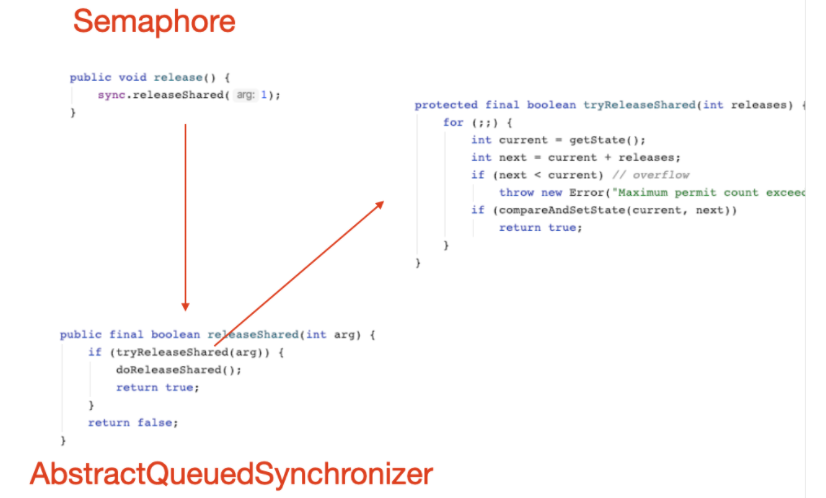 Semaphore
public void release() {
sync.releaseShared( arg: 1);
}
protected final boolean tryReleaseShared(int releases) {
for (;;) {
int current = getState();
int next = current + releases;
if (next < current) // overflow
throw new Error("Maximum permit count exceed
if (compareAndSetState(current, next))
return true;
}
}
public final boolean releaseShared(int arg) {
if (tryReleaseShared(arg)) {
doReleaseShared();
return true;
}
return false;
}
AbstractQueuedSynchronizer